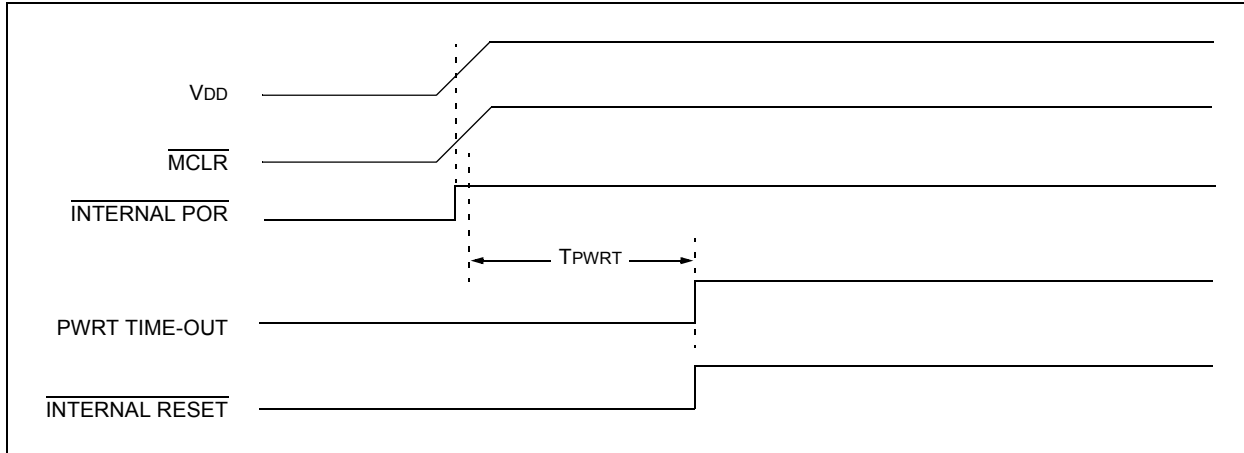 VDD
MCLR
INTERNAL POR
TPWRT
PWRT TIME-OUT
INTERNAL RESET